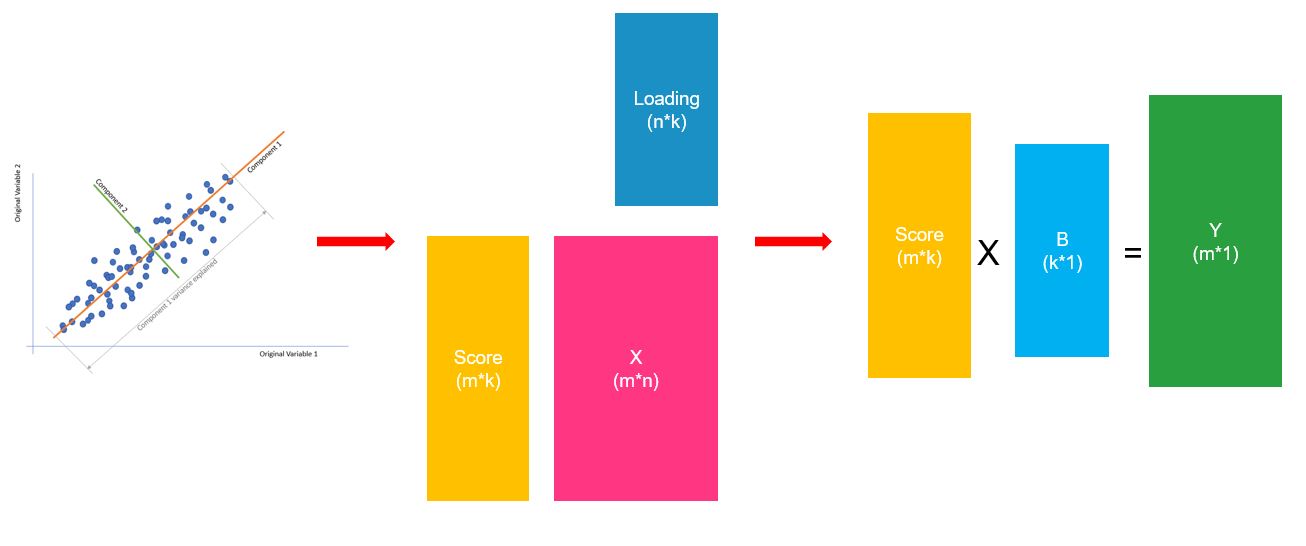 Original Variable 2
Component 2
Component 1
Component 1 variance explained
Original Variable 1
Loading
(n*k)
Score
(m*k)
X
(m*n)
Score
(m*k)
X
B
(k*1)
=
Y
(m*1)